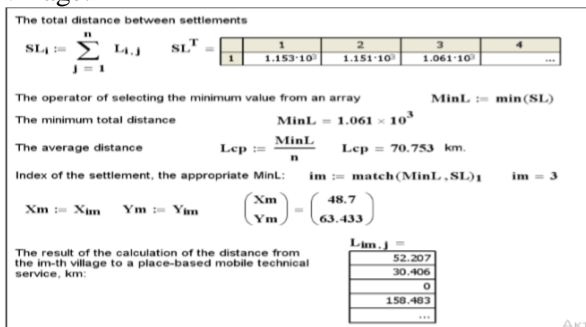 The total distance between settlements
SLi := n ∑ j = 1 Li,j SL^T = 1 2 3 4
1 1.153·10³ 1.151·10³ 1.061·10³ ...
The operator of selecting the minimum value from an array MinL := min(SL)
The minimum total distance MinL = 1.061 × 10³
The average distance Lcp := MinL / n Lcp = 70.753 km.
Index of the settlement, the appropriate MinL: im := match(MinL,SL)1 im = 3
Xm := Xim Ym := Yim (Xm Ym) = (48.7 63.433)
The result of the calculation of the distance from
the im-th village to a place-based mobile technical
service, km:
Lim,j =
52.207
30.406
0
158.483
...